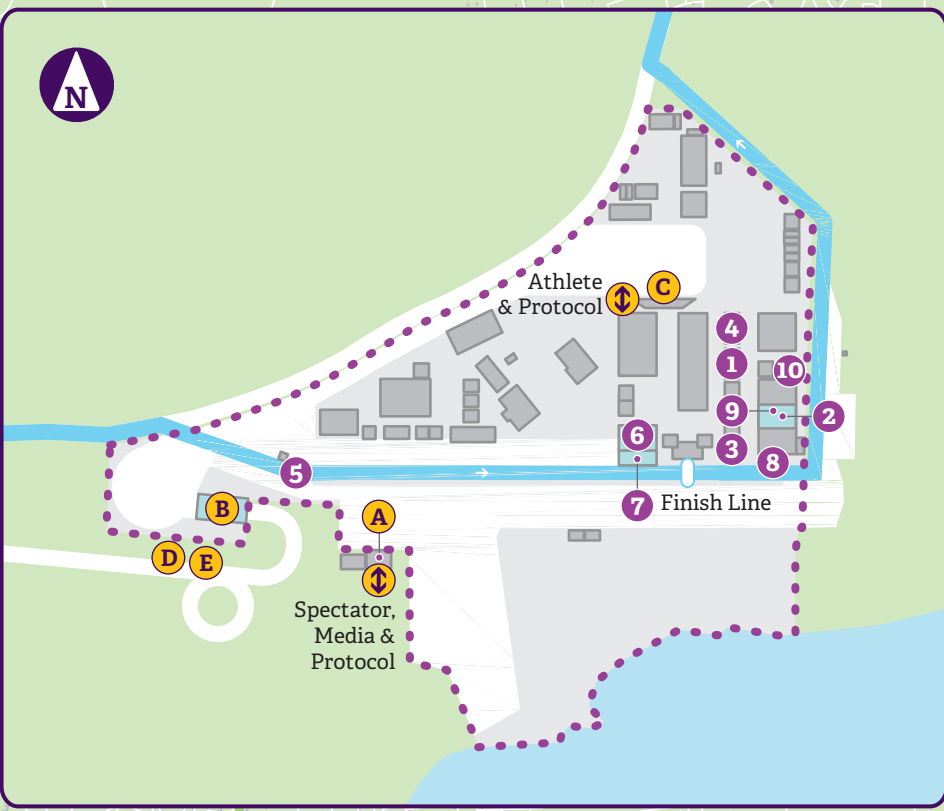 N
Athlete
& Protocol
C
4
1
10
9
2
6
3
8
5
7
Finish Line
B
A
D
E
Spectator,
Media &
Protocol